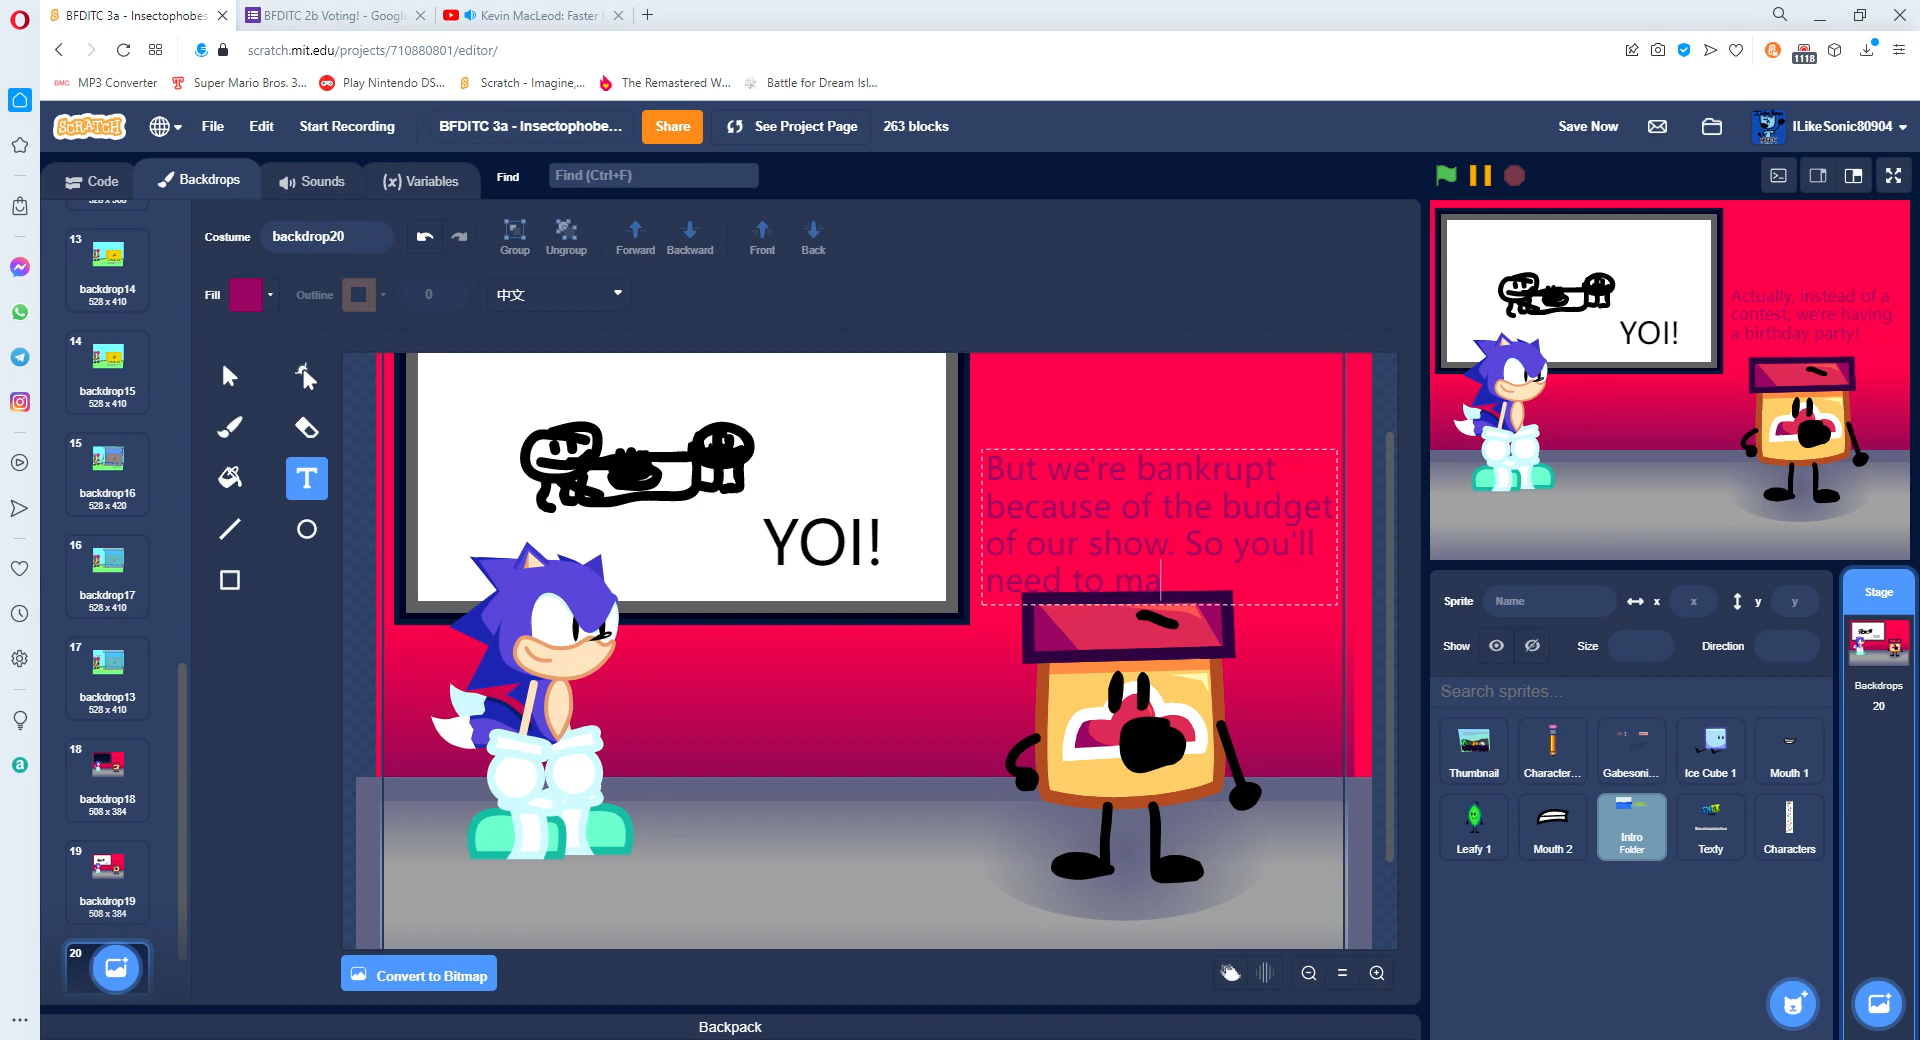 BFDITC 3a - Insectophobes
BFDITC 2b Voting! - Google
Kevin MacLeod: Faster
scratch.mit.edu/projects/710880801/editor/
1118
BMC MP3 Converter
Super Mario Bros. 3...
Play Nintendo DS...
Scratch - Imagine,...
The Remastered W...
Battle for Dream Isl...
SCRATCH
File
Edit
Start Recording
BFDITC 3a - Insectophobe...
Share
See Project Page
263 blocks
Save Now
ILikeSonic80904
Code
Backdrops
Sounds
(x) Variables
Find
Find (Ctrl+F)
13
backdrop14
528 x 410
14
backdrop15
528 x 410
15
backdrop16
528 x 420
16
backdrop17
528 x 410
17
backdrop13
528 x 410
18
backdrop18
508 x 384
19
backdrop19
508 x 384
20
Costume
backdrop20
Group
Ungroup
Forward
Backward
Front
Back
Fill
Outline
0
中文
T
YOI!
But we're bankrupt
because of the budget
of our show. So you'll
need to ma
Convert to Bitmap
Backpack
YOI!
Actually, instead of a
contest, we're having
a birthday party!
Sprite
Name
x
x
y
y
Show
Size
Direction
Search sprites...
Thumbnail
Character...
Gabesoni...
Ice Cube 1
Mouth 1
Leafy 1
Mouth 2
Intro
Folder
Texty
Characters
Stage
Backdrops
20